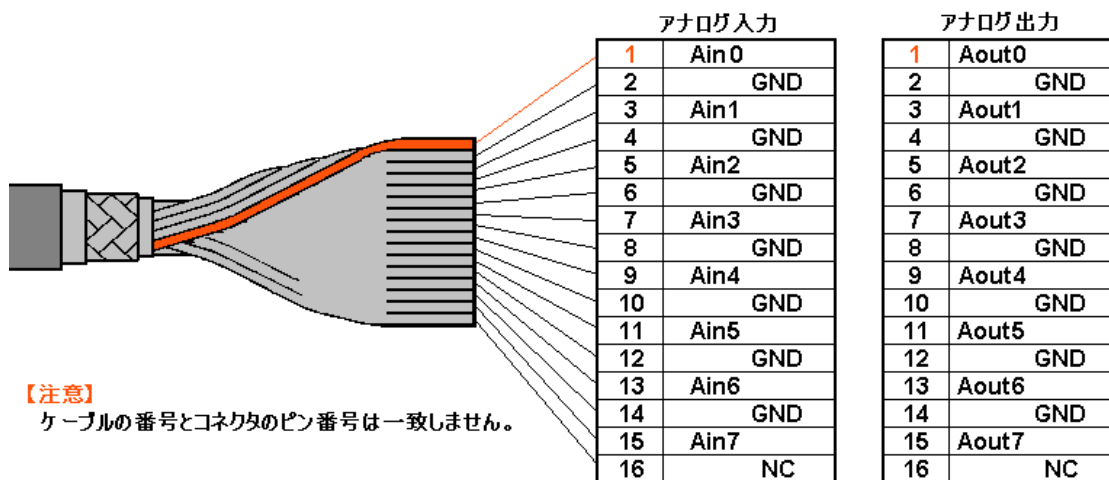 アナログ入力
1 Ain0
2 GND
3 Ain1
4 GND
5 Ain2
6 GND
7 Ain3
8 GND
9 Ain4
10 GND
11 Ain5
12 GND
13 Ain6
14 GND
15 Ain7
16 NC
アナログ出力
1 Aout0
2 GND
3 Aout1
4 GND
5 Aout2
6 GND
7 Aout3
8 GND
9 Aout4
10 GND
11 Aout5
12 GND
13 Aout6
14 GND
15 Aout7
16 NC
【注意】
ケーブルの番号とコネクタのピン番号は一致しません。